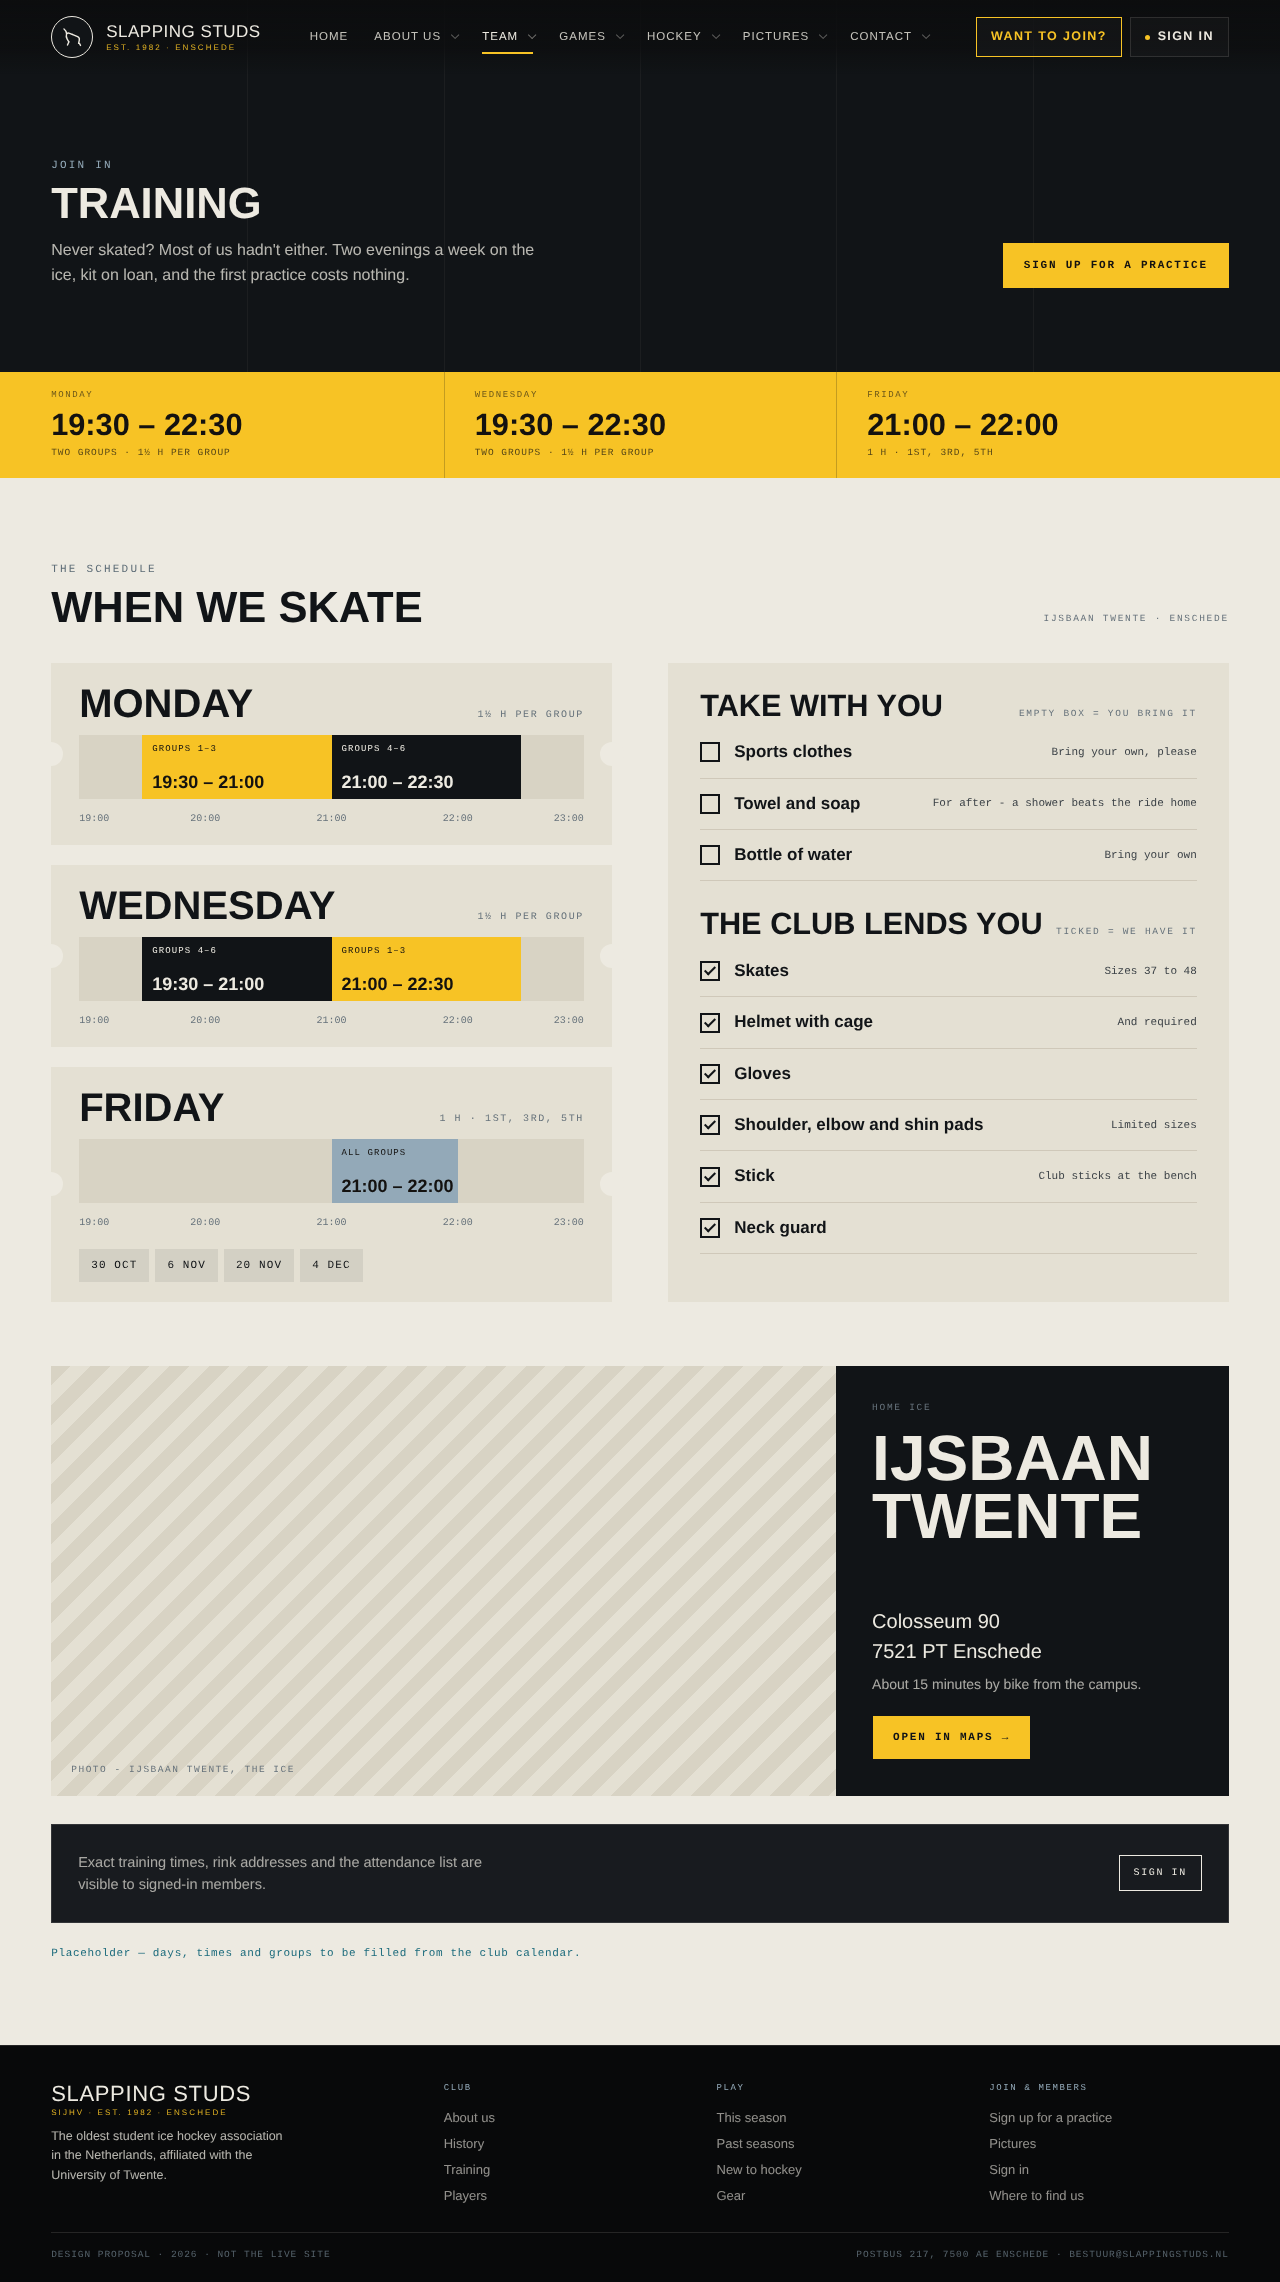 SLAPPING STUDS
EST. 1982 · ENSCHEDE
HOME ABOUT US TEAM GAMES HOCKEY PICTURES CONTACT
WANT TO JOIN?
SIGN IN
JOIN IN
TRAINING
Never skated? Most of us hadn't either. Two evenings a week on the
ice, kit on loan, and the first practice costs nothing.
SIGN UP FOR A PRACTICE
MONDAY
19:30 – 22:30
TWO GROUPS · 1½ H PER GROUP
WEDNESDAY
19:30 – 22:30
TWO GROUPS · 1½ H PER GROUP
FRIDAY
21:00 – 22:00
1 H · 1ST, 3RD, 5TH
THE SCHEDULE
WHEN WE SKATE
IJSBAAN TWENTE · ENSCHEDE
MONDAY
1½ H PER GROUP
GROUPS 1–3
19:30 – 21:00
GROUPS 4–6
21:00 – 22:30
19:00 20:00 21:00 22:00 23:00
WEDNESDAY
1½ H PER GROUP
GROUPS 4–6
19:30 – 21:00
GROUPS 1–3
21:00 – 22:30
19:00 20:00 21:00 22:00 23:00
FRIDAY
1 H · 1ST, 3RD, 5TH
ALL GROUPS
21:00 – 22:00
19:00 20:00 21:00 22:00 23:00
30 OCT 6 NOV 20 NOV 4 DEC
TAKE WITH YOU
EMPTY BOX = YOU BRING IT
Sports clothes Bring your own, please
Towel and soap For after - a shower beats the ride home
Bottle of water Bring your own
THE CLUB LENDS YOU
TICKED = WE HAVE IT
Skates Sizes 37 to 48
Helmet with cage And required
Gloves
Shoulder, elbow and shin pads Limited sizes
Stick Club sticks at the bench
Neck guard
PHOTO - IJSBAAN TWENTE, THE ICE
HOME ICE
IJSBAAN
TWENTE
Colosseum 90
7521 PT Enschede
About 15 minutes by bike from the campus.
OPEN IN MAPS →
Exact training times, rink addresses and the attendance list are
visible to signed-in members.
SIGN IN
Placeholder — days, times and groups to be filled from the club calendar.
SLAPPING STUDS
SIJHV · EST. 1982 · ENSCHEDE
The oldest student ice hockey association
in the Netherlands, affiliated with the
University of Twente.
CLUB
About us
History
Training
Players
PLAY
This season
Past seasons
New to hockey
Gear
JOIN & MEMBERS
Sign up for a practice
Pictures
Sign in
Where to find us
DESIGN PROPOSAL · 2026 · NOT THE LIVE SITE
POSTBUS 217, 7500 AE ENSCHEDE · BESTUUR@SLAPPINGSTUDS.NL